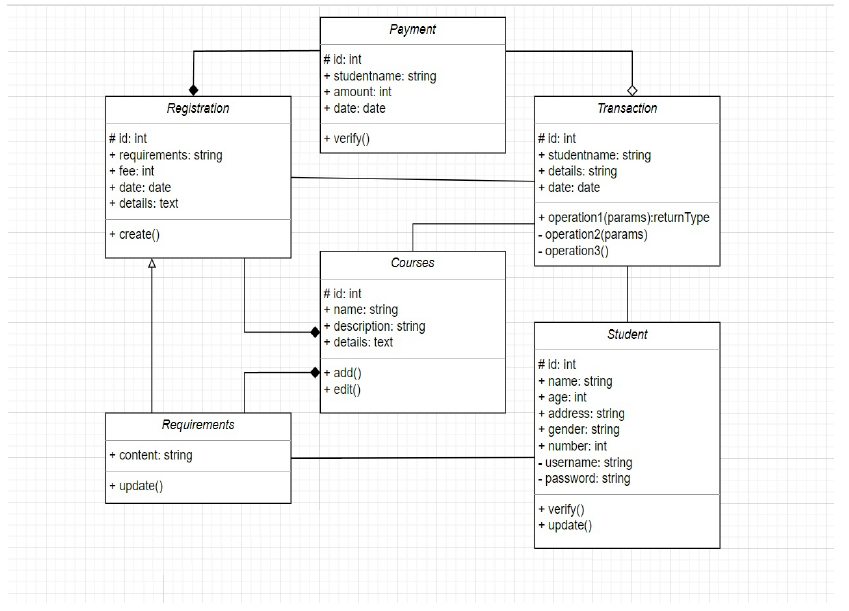 Payment
# id: int
+ studentname: string
+ amount: int
+ date: date
+ verify()
Registration
# id: int
+ requirements: string
+ fee: int
+ date: date
+ details: text
+ create()
Transaction
# id: int
+ studentname: string
+ details: string
+ date: date
+ operation1(params):returnType
- operation2(params)
- operation3()
Courses
# id: int
+ name: string
+ description: string
+ details: text
+ add()
+ edit()
Student
# id: int
+ name: string
+ age: int
+ address: string
+ gender: string
+ number: int
- username: string
- password: string
+ verify()
+ update()
Requirements
+ content: string
+ update()